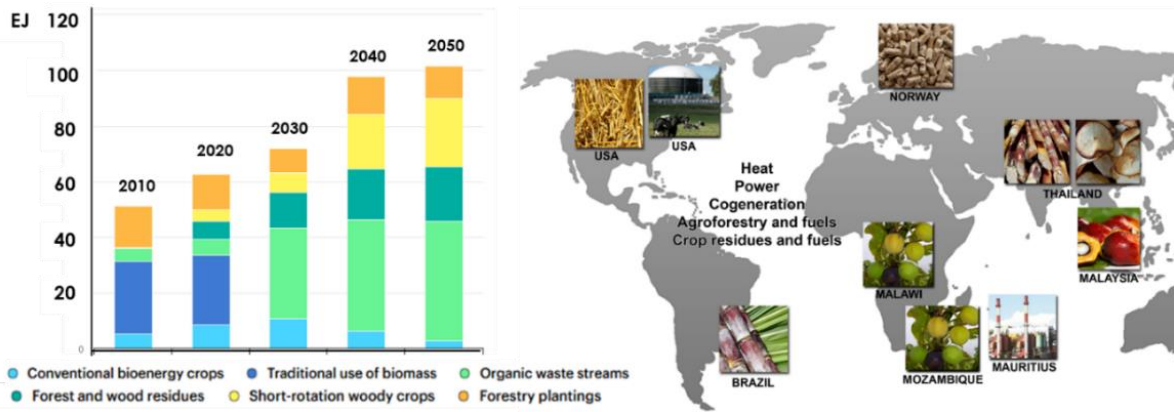 EJ 120
100
80
60
40
20
0
2010
2020
2030
2040
2050
Conventional bioenergy crops
Traditional use of biomass
Organic waste streams
Forest and wood residues
Short-rotation woody crops
Forestry plantings
NORWAY
USA
USA
THAILAND
Heat
Power
Cogeneration
Agroforestry and fuels
Crop residues and fuels
MALAYSIA
MALAWI
MAURITIUS
MOZAMBIQUE
BRAZIL